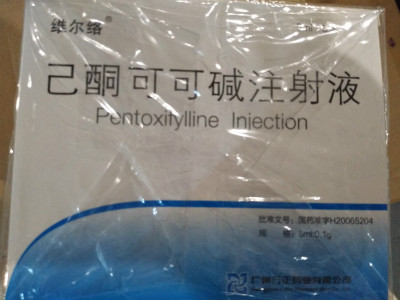 维尔络
己酮可可碱注射液
Pentoxifylline Injection
批准文号：国药准字H20065204
规 格：5ml:0.1g